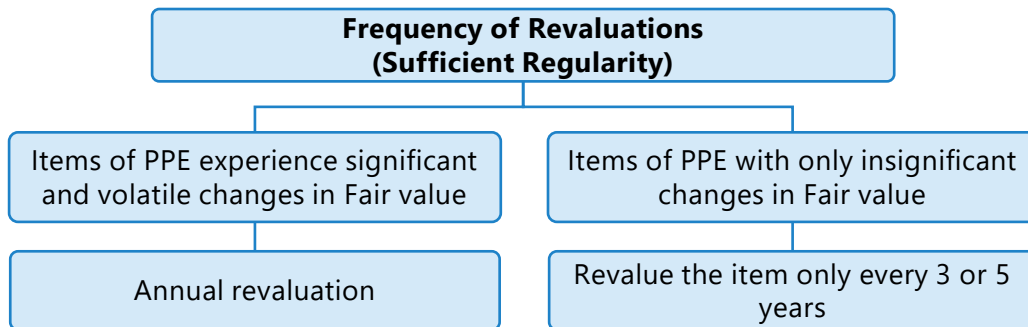 Frequency of Revaluations
(Sufficient Regularity)
Items of PPE experience significant
and volatile changes in Fair value
Items of PPE with only insignificant
changes in Fair value
Annual revaluation
Revalue the item only every 3 or 5
years